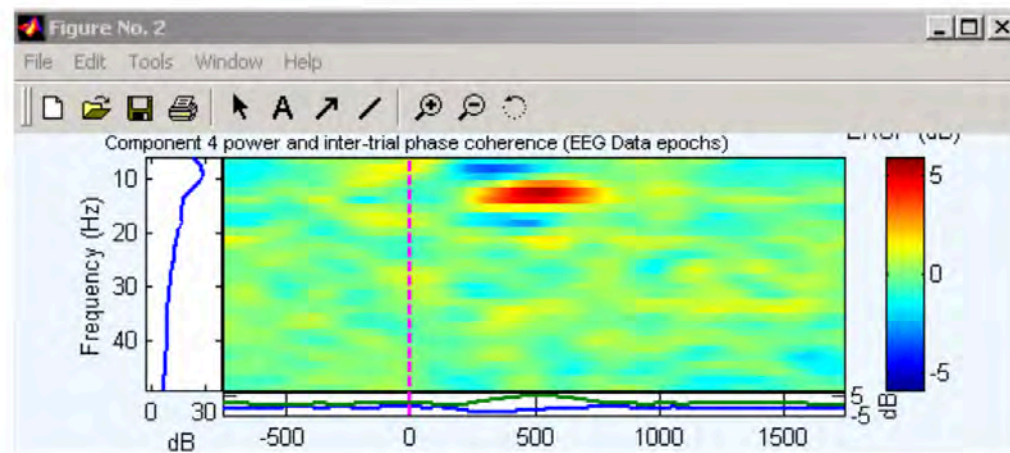 Figure No. 2
File Edit Tools Window Help
A
Component 4 power and inter-trial phase coherence (EEG Data epochs)
ERSP (dB)
10
20
30
40
Frequency (Hz)
5
0
-5
5
-5
dB
0 30
dB
-500 0 500 1000 1500